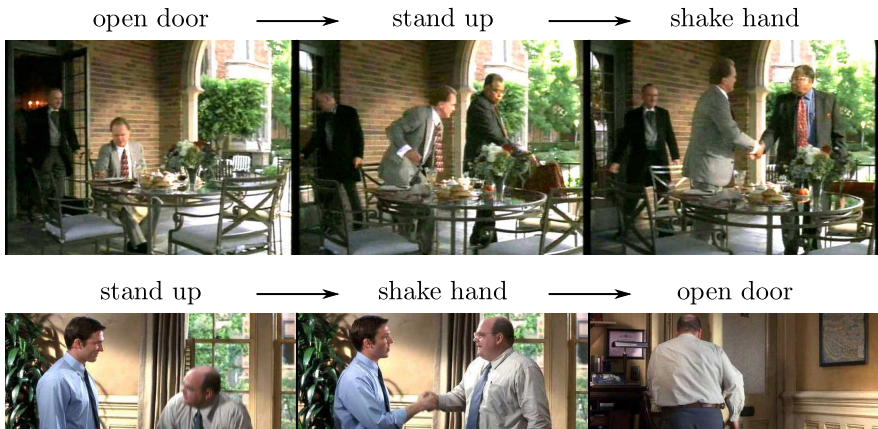 open door → stand up → shake hand
stand up → shake hand → open door